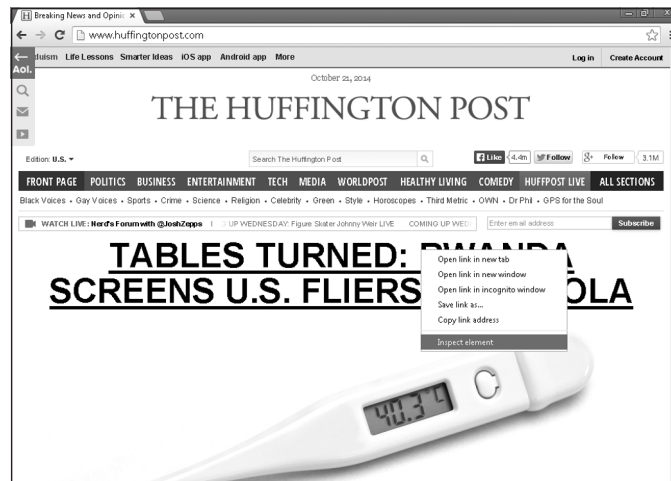 Breaking News and Opinio
www.huffingtonpost.com
Aol.
duism Life Lessons Smarter Ideas iOS app Android app More Log in Create Account
October 21, 2014
THE HUFFINGTON POST
Edition: U.S. Search The Huffington Post Like 4.4m Follow 8+ Follow 3.1M
FRONT PAGE POLITICS BUSINESS ENTERTAINMENT TECH MEDIA WORLDPOST HEALTHY LIVING COMEDY HUFFPOST LIVE ALL SECTIONS
Black Voices • Gay Voices • Sports • Crime • Science • Religion • Celebrity • Green • Style • Horoscopes • Third Metric • OWN • Dr Phil • GPS for the Soul
WATCH LIVE: Nerd's Forum with @JoshZepps | UP WEDNESDAY: Figure Skater Johnny Weir LIVE COMING UP WED Enter email address Subscribe
TABLES TURNED: RWANDA
SCREENS U.S. FLIERS OLA
Open link in new tab
Open link in new window
Open link in incognito window
Save link as...
Copy link address
Inspect element
40.3°C